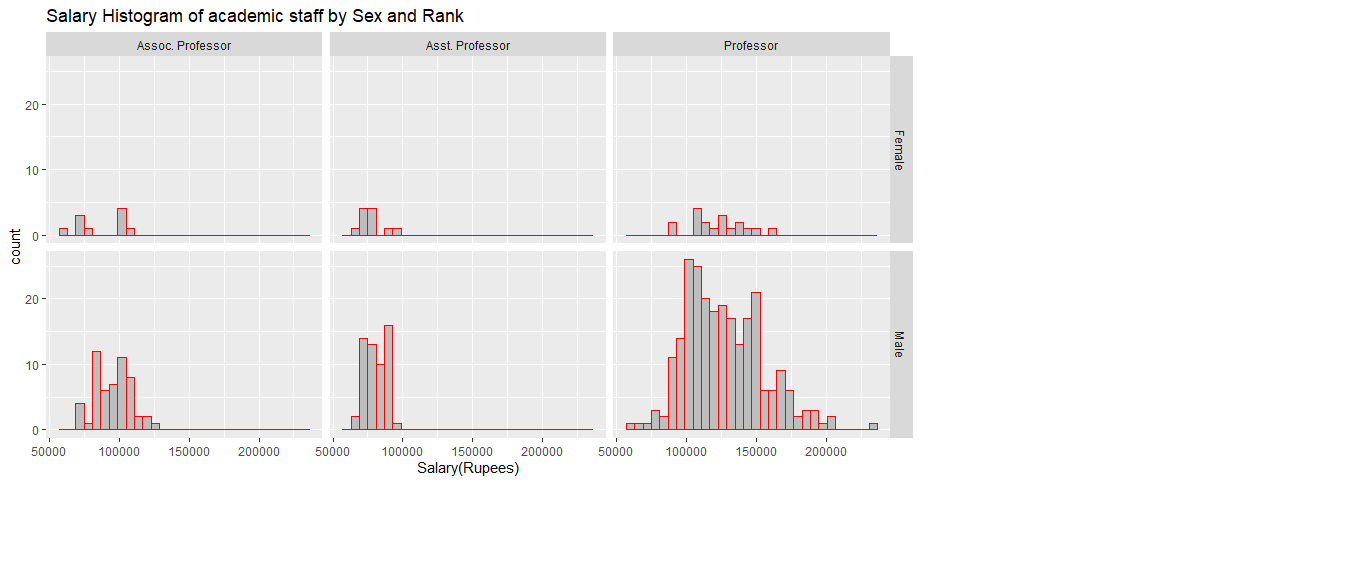 Salary Histogram of academic staff by Sex and Rank
Assoc. Professor Asst. Professor Professor
20
10
0
Female
count
20
10
0
Male
50000 100000 150000 200000 50000 100000 150000 200000 50000 100000 150000 200000
Salary(Rupees)